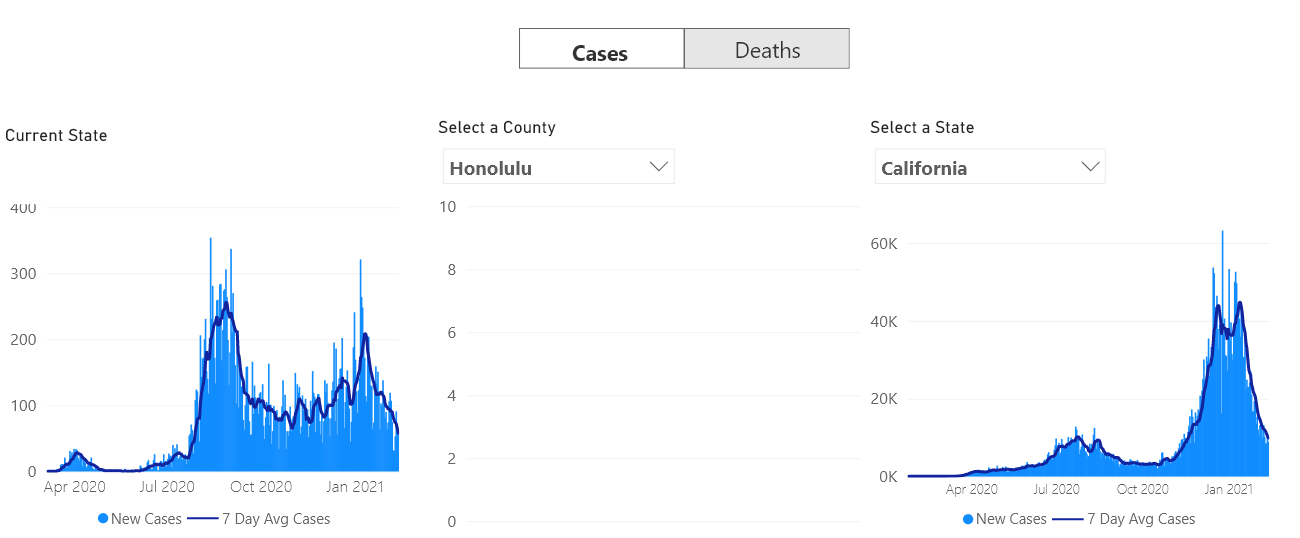 Cases Deaths
Current State
Select a County
Honolulu
Select a State
California
400
300
200
100
0
Apr 2020 Jul 2020 Oct 2020 Jan 2021
New Cases 7 Day Avg Cases
10
8
6
4
2
0
60K
40K
20K
0K
Apr 2020 Jul 2020 Oct 2020 Jan 2021
New Cases 7 Day Avg Cases